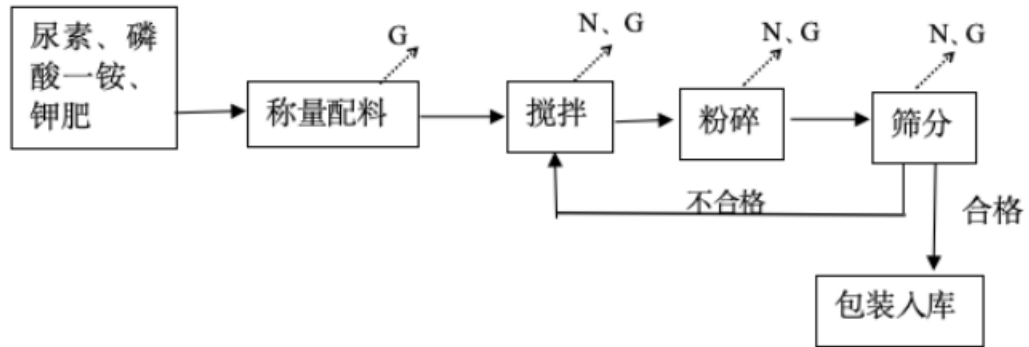 尿素、磷
酸一铵、
钾肥
G
称量配料
N、G
搅拌
N、G
粉碎
N、G
筛分
不合格
合格
包装入库